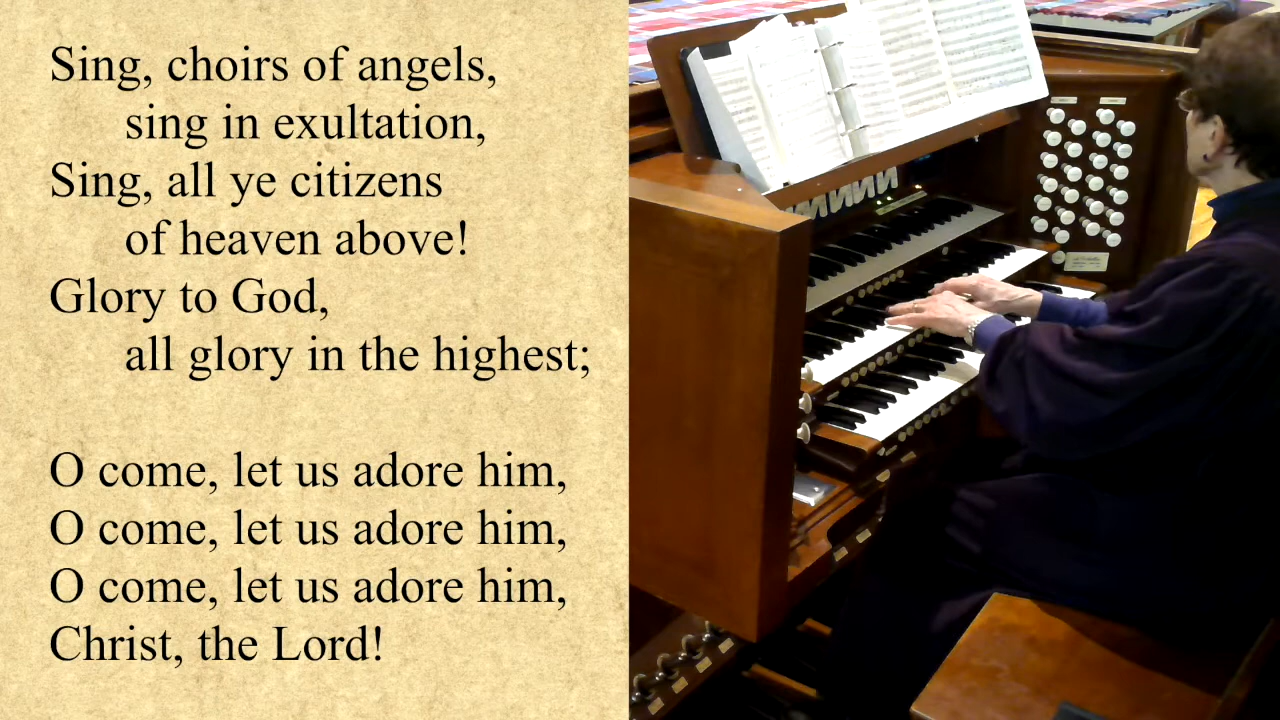 Sing, choirs of angels,
sing in exultation,
Sing, all ye citizens
of heaven above!
Glory to God,
all glory in the highest;
O come, let us adore him,
O come, let us adore him,
O come, let us adore him,
Christ, the Lord!